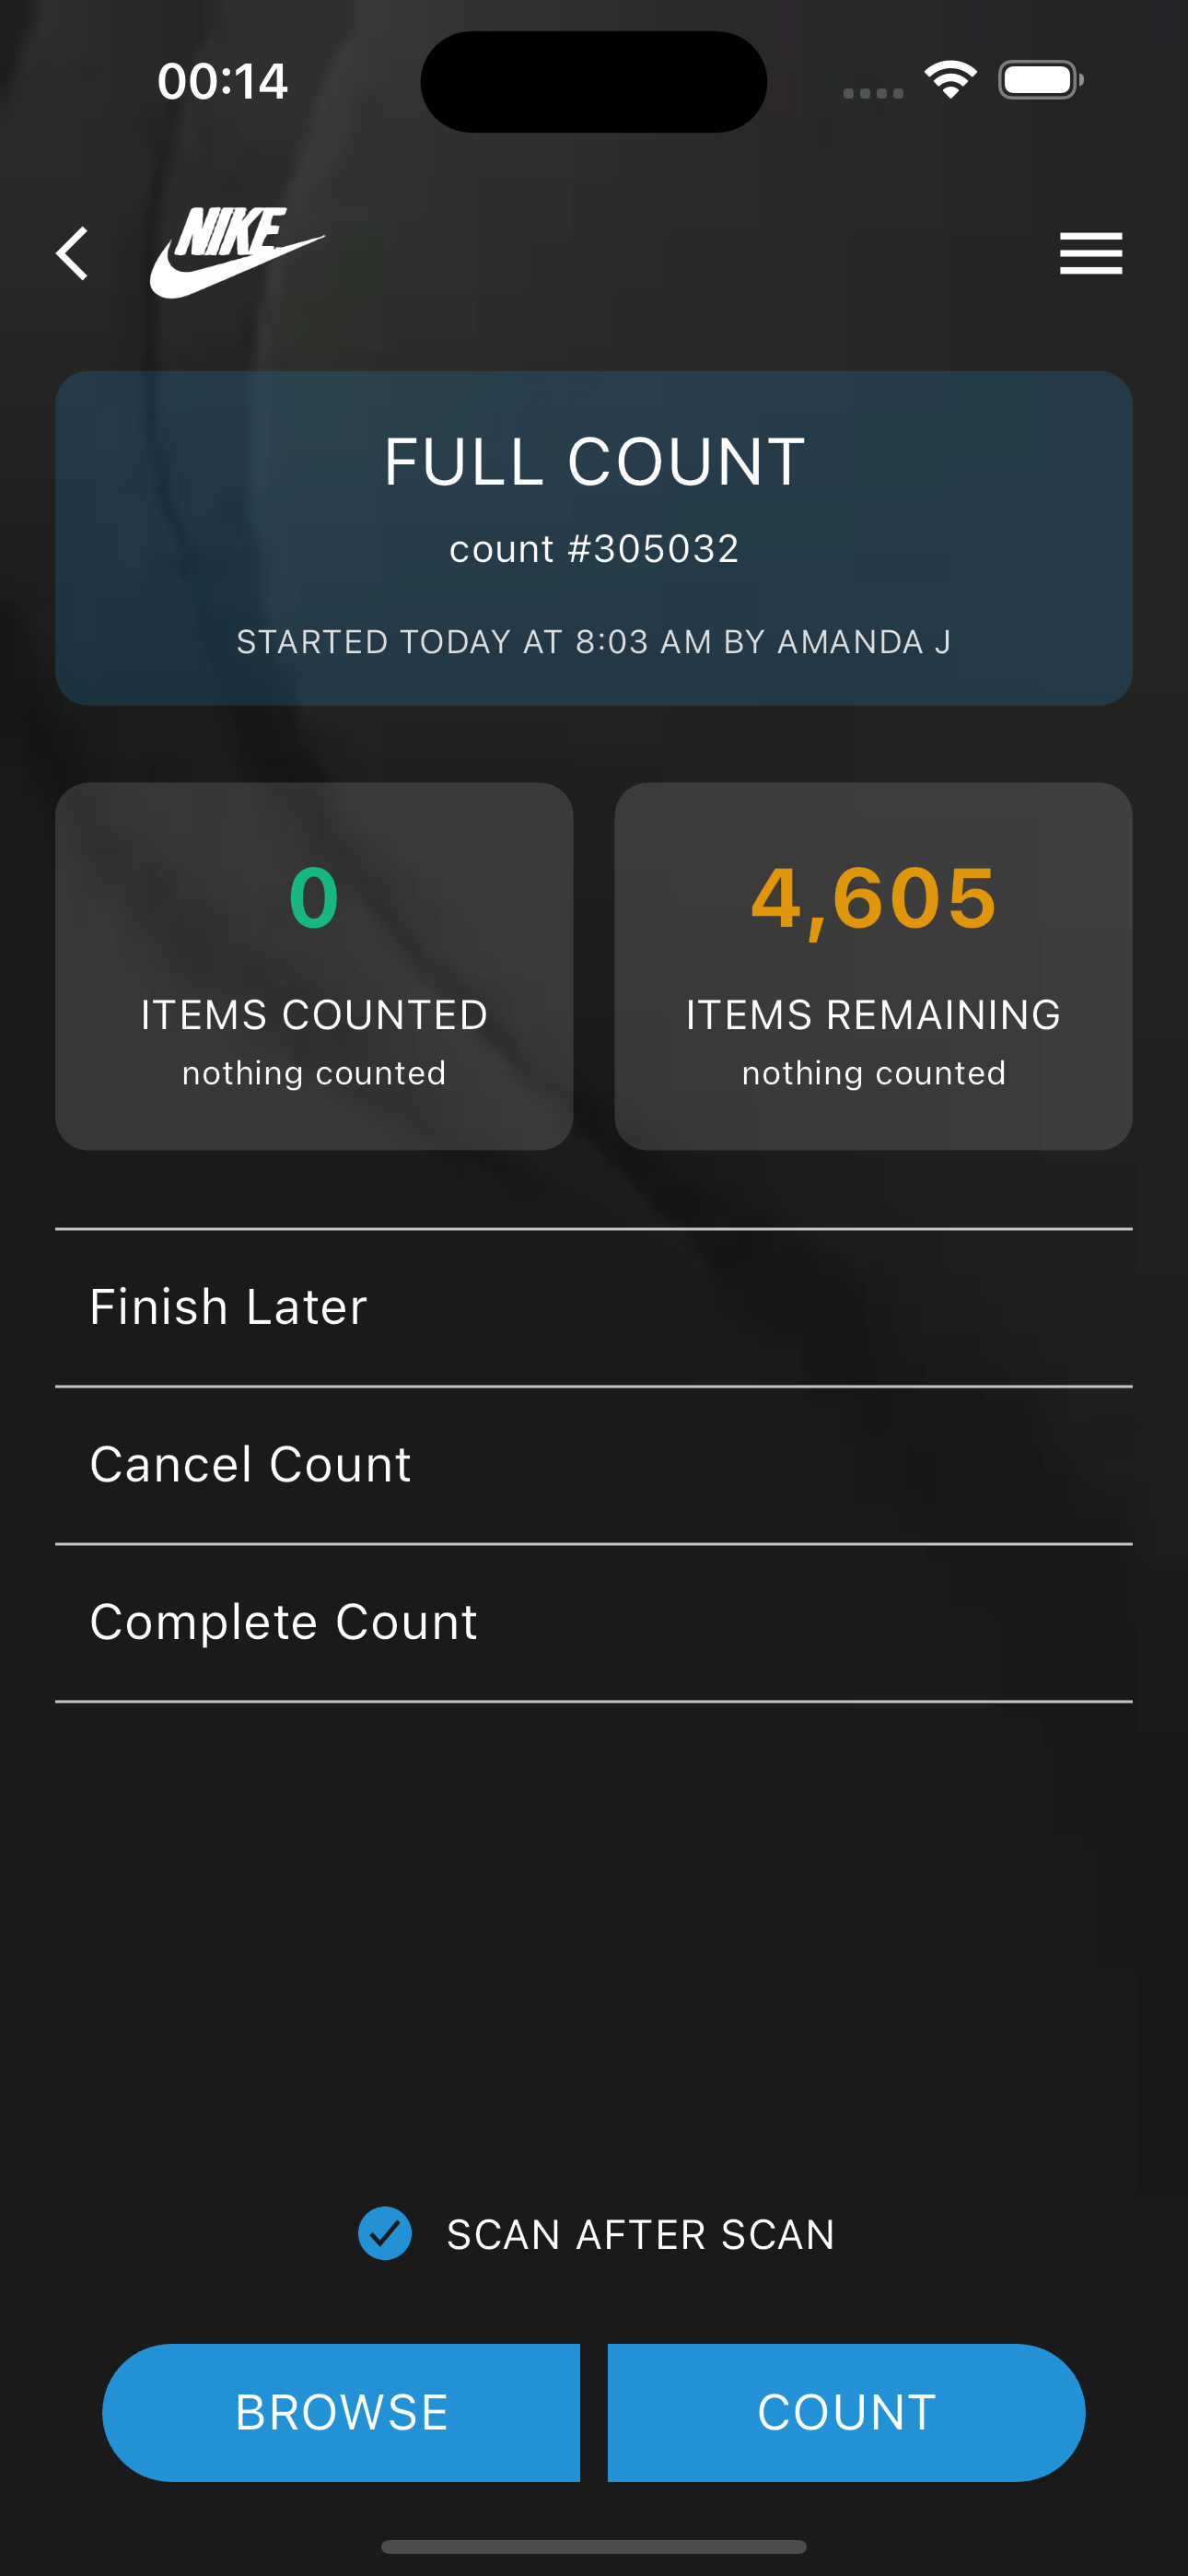 00:14
NIKE
FULL COUNT
count #305032
STARTED TODAY AT 8:03 AM BY AMANDA J
0
4,605
ITEMS COUNTED
ITEMS REMAINING
nothing counted
nothing counted
Finish Later
Cancel Count
Complete Count
SCAN AFTER SCAN
BROWSE
COUNT